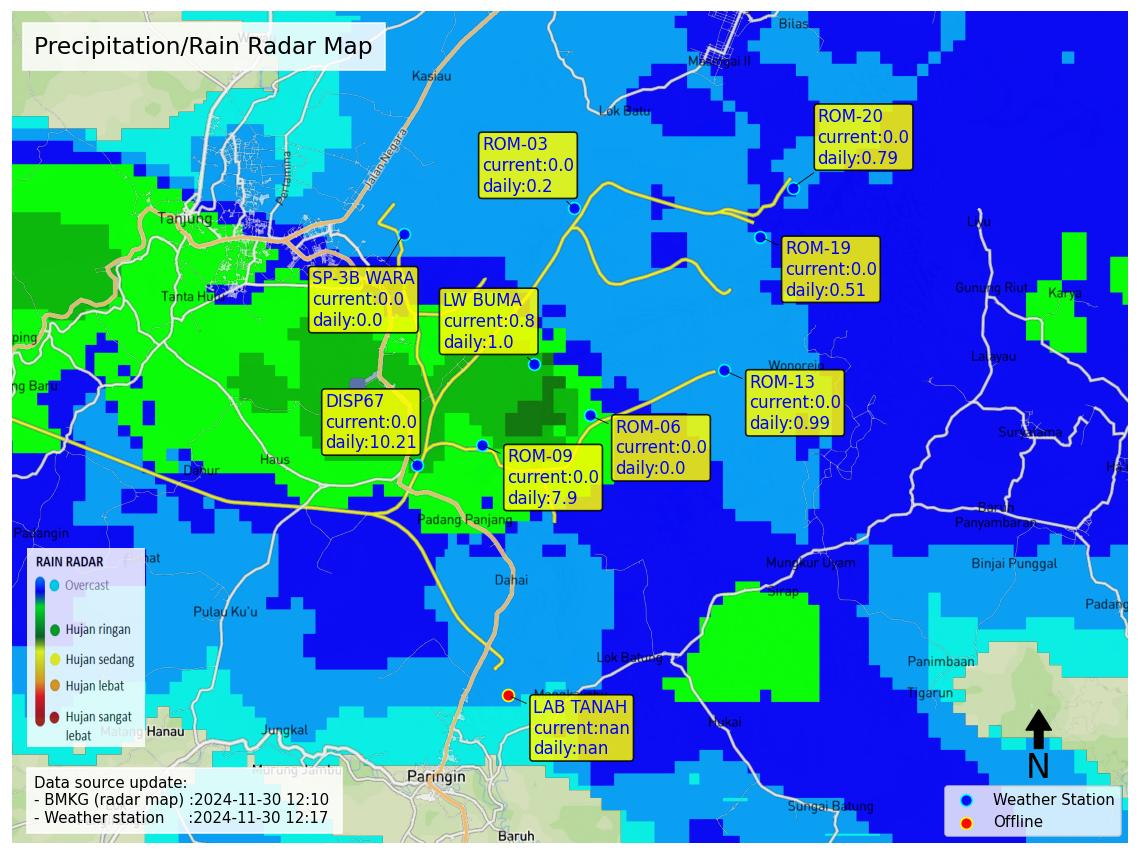 Precipitation/Rain Radar Map
Bilas
Masingai II
Kasiau
Lok Batu
Jalan Negara
Pertamina
Tanjung
Tanta Hulu
ROM-03
current:0.0
daily:0.2
ROM-20
current:0.0
daily:0.79
ROM-19
current:0.0
daily:0.51
SP-3B WARA
current:0.0
daily:0.0
LW BUMA
current:0.8
daily:1.0
Liyu
Gunung Riut
Karya
Lalayau
Wonorejo
ping
ng Baru
ROM-13
current:0.0
daily:0.99
DISP67
current:0.0
daily:10.21
ROM-06
current:0.0
daily:0.0
ROM-09
current:0.0
daily:7.9
Suryatama
Haus
Dahur
Padang Panjang
Baruh
Panyambaran
Padangin
Mungkur Uyam
Binjai Punggal
Dahai
Sirap
Padang
Pulau Ku'u
Lok Batung
Panimbaan
Tigarun
Hukai
RAIN RADAR
Overcast
Hujan ringan
Hujan sedang
Hujan lebat
Hujan sangat
lebat
LAB TANAH
current:nan
daily:nan
Matang Hanau
Jungkal
Murung Jambu
Paringin
Baruh
Sungai Batung
N
Data source update:
- BMKG (radar map) :2024-11-30 12:10
- Weather station :2024-11-30 12:17
Weather Station
Offline